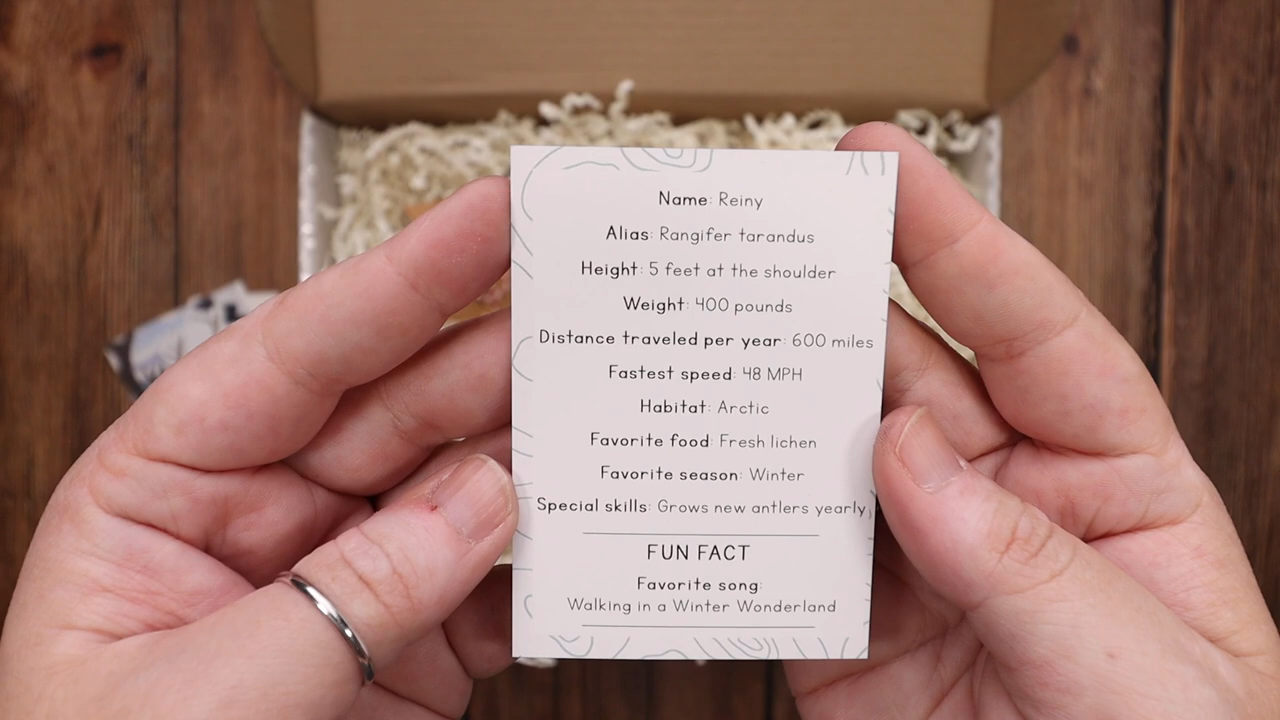 Name: Reiny
Alias: Rangifer tarandus
Height: 5 feet at the shoulder
Weight: 400 pounds
Distance traveled per year: 600 miles
Fastest speed: 48 MPH
Habitat: Arctic
Favorite food: Fresh lichen
Favorite season: Winter
Special skills: Grows new antlers yearly
FUN FACT
Favorite song:
Walking in a Winter Wonderland